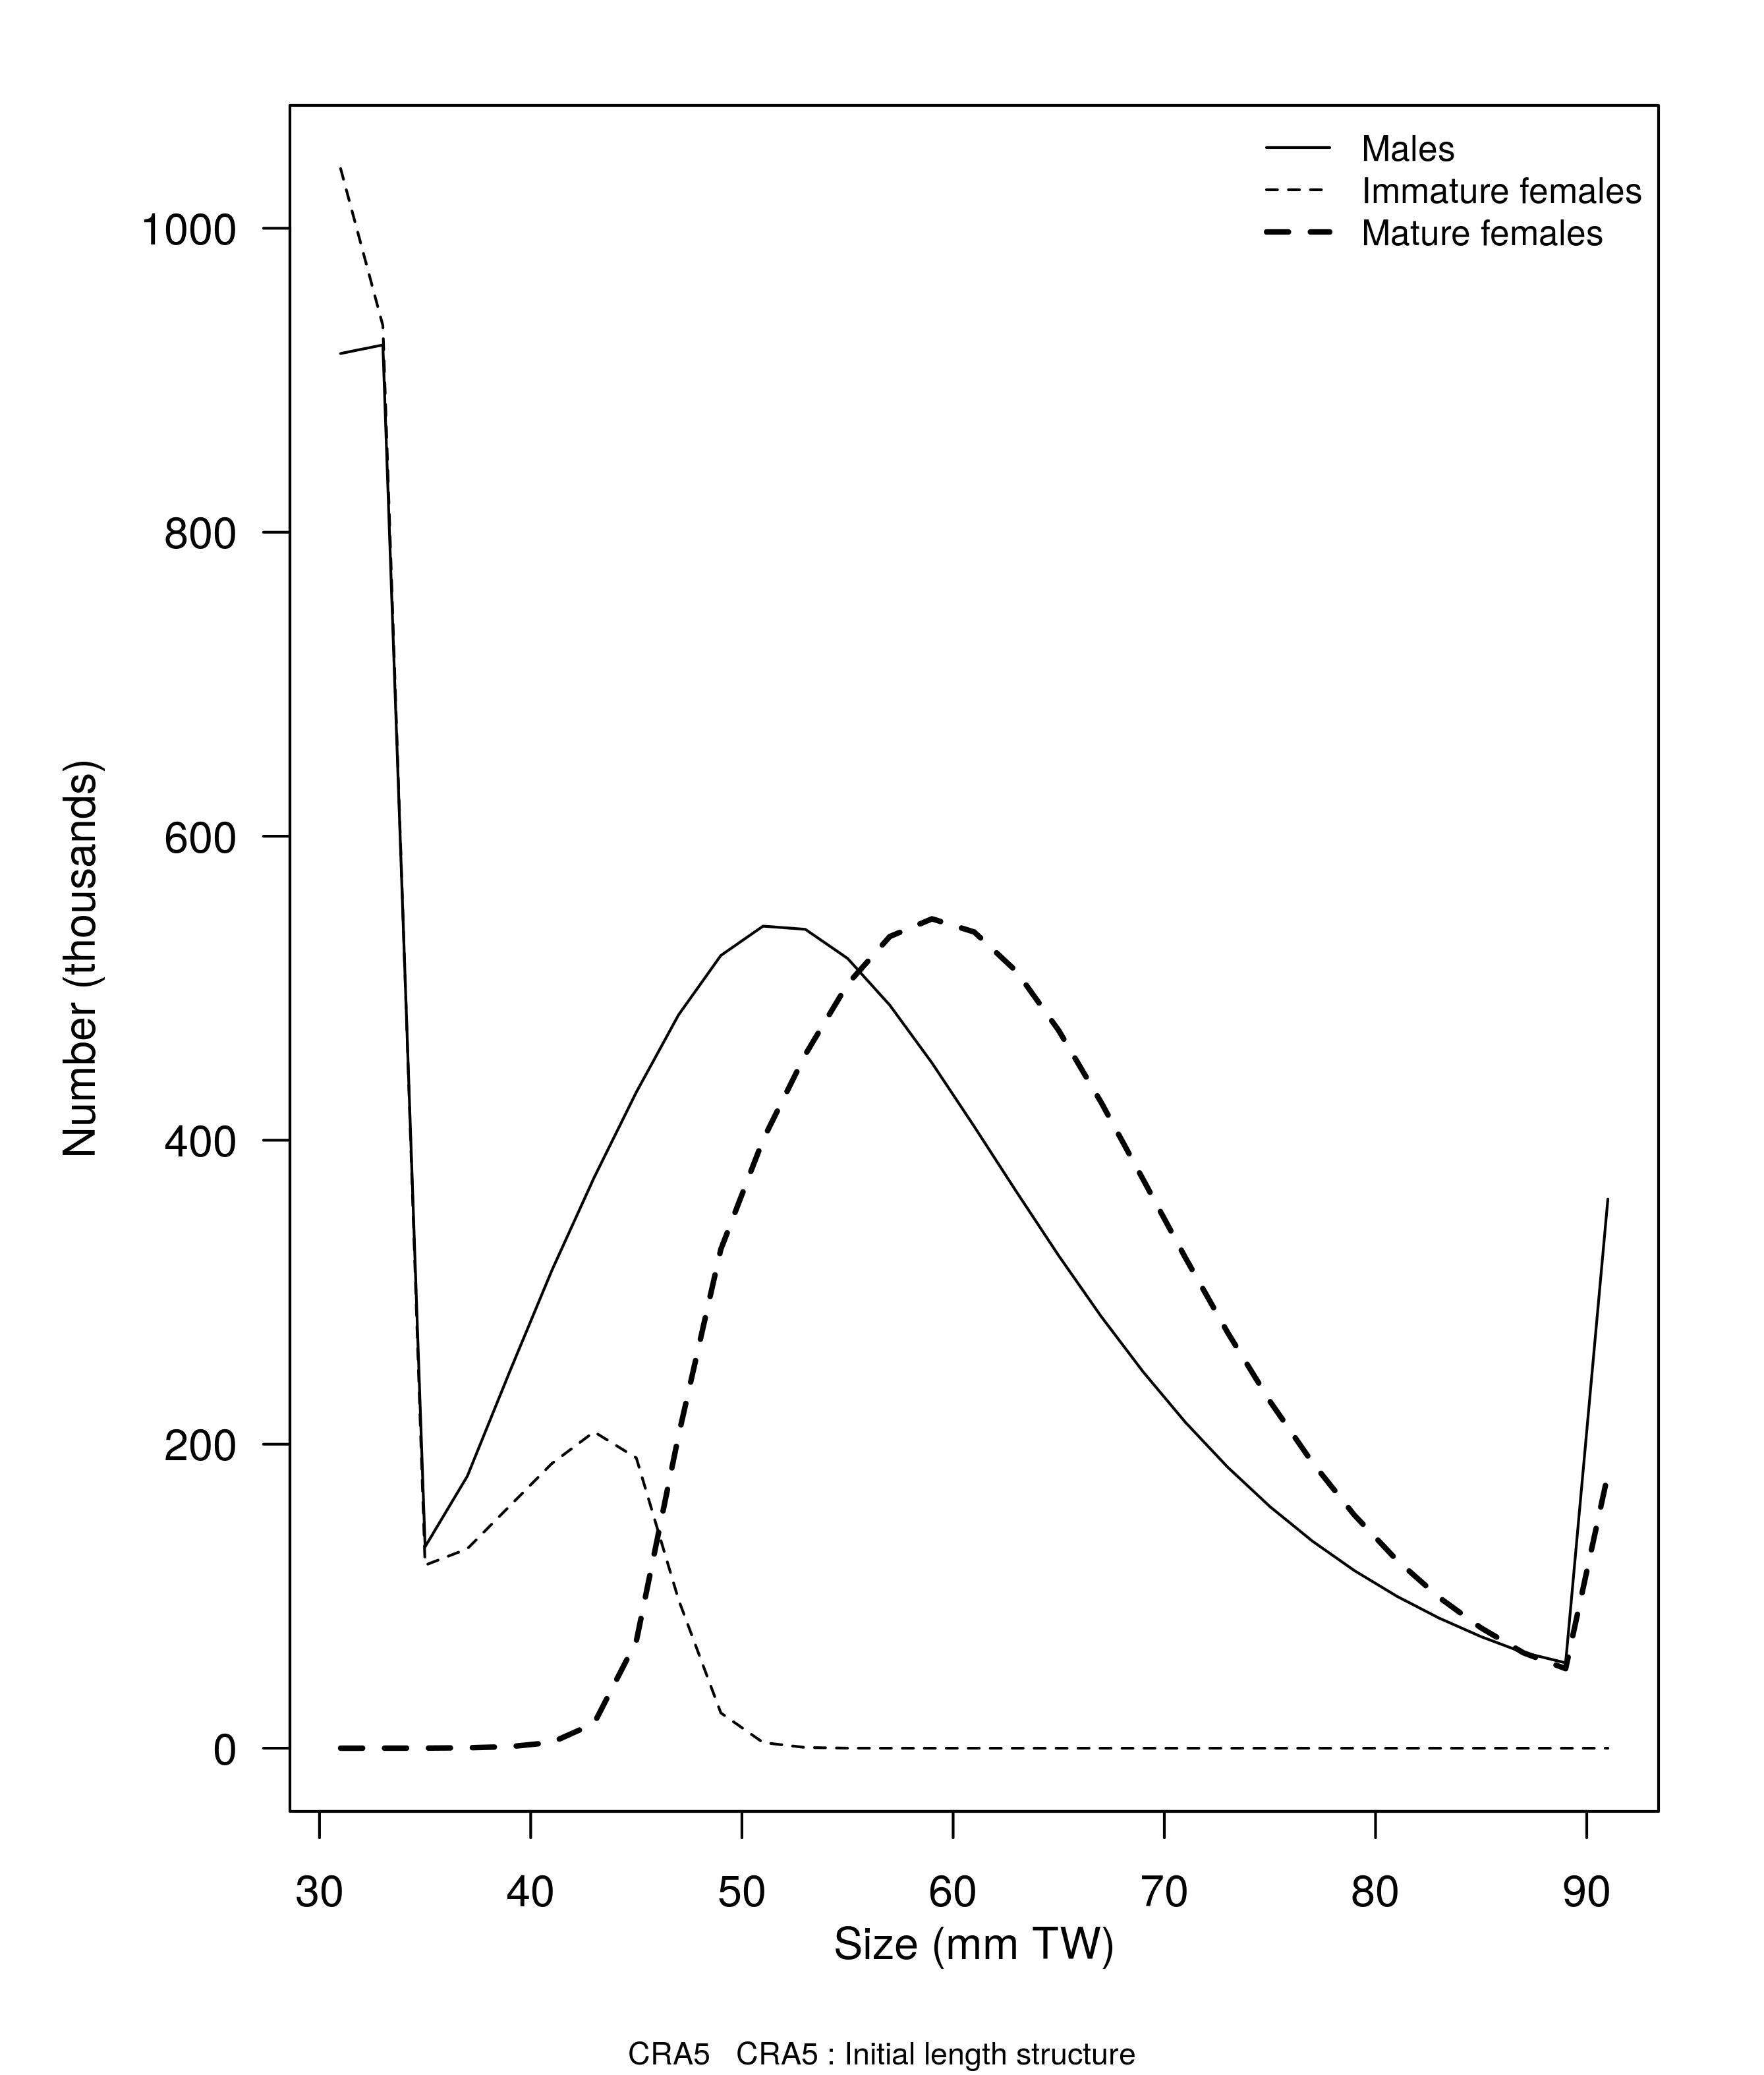 Males
Immature females
Mature females
1000
800
600
400
200
0
Number (thousands)
30 40 50 60 70 80 90
Size (mm TW)
CRA5 CRA5 : Initial length structure